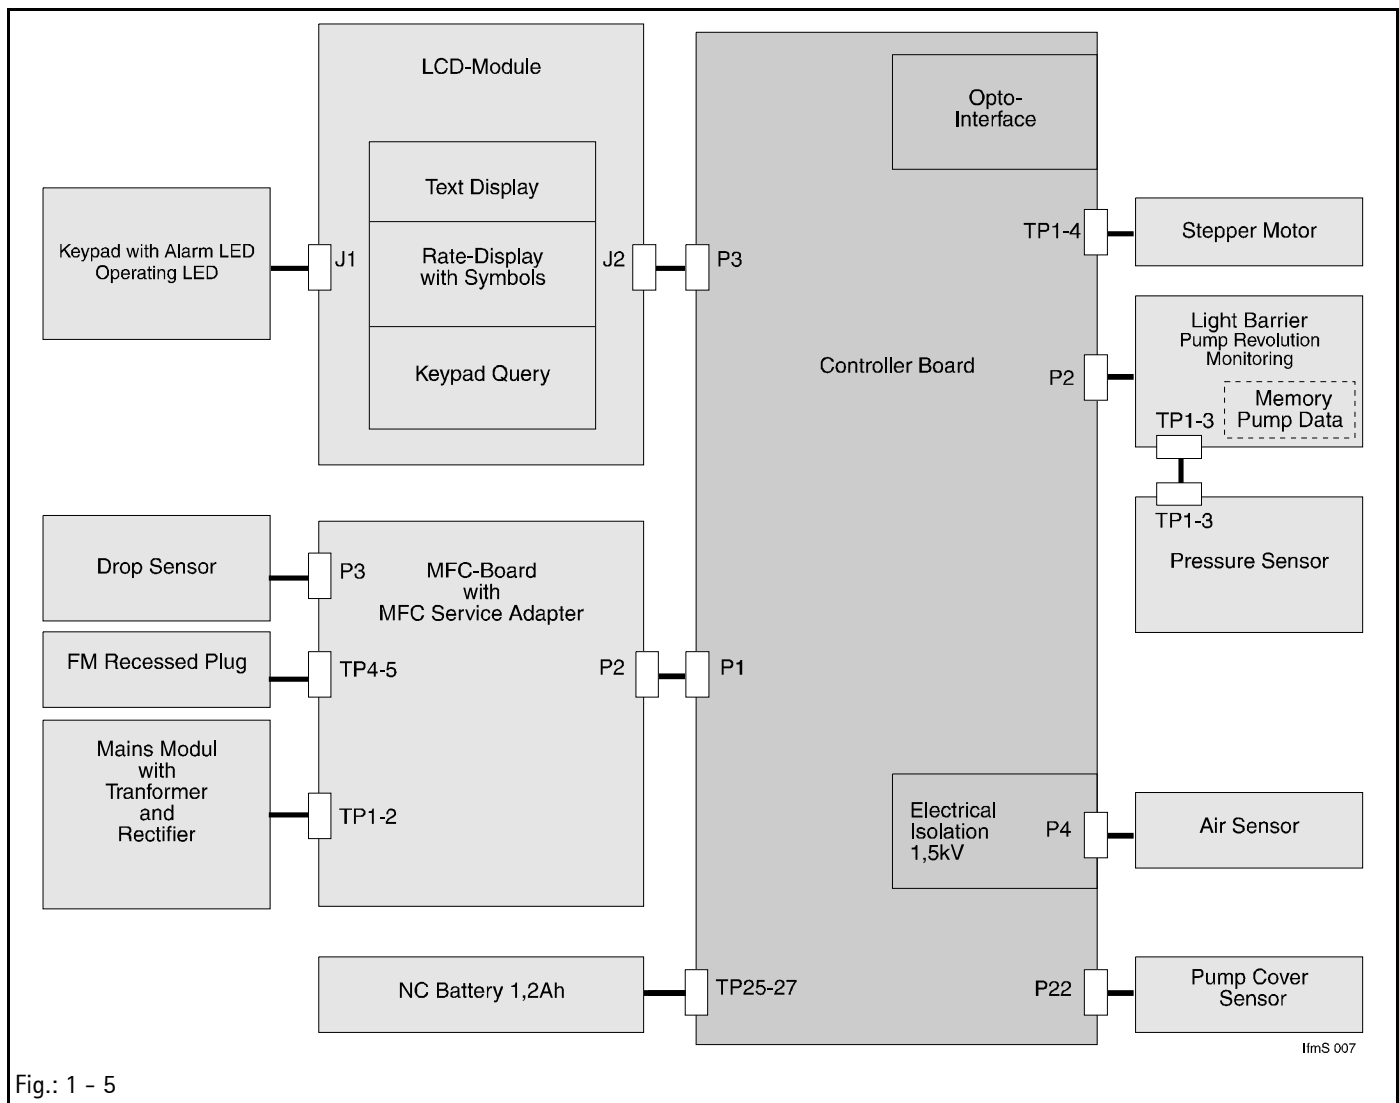 LCD-Module
Text Display
Rate-Display
with Symbols
Keypad Query
J1
J2
Keypad with Alarm LED
Operating LED
Controller Board
Opto-
Interface
P3
TP1-4
Stepper Motor
P2
Light Barrier
Pump Revolution
Monitoring
Memory
Pump Data
TP1-3
TP1-3
Pressure Sensor
Drop Sensor
P3
MFC-Board
with
MFC Service Adapter
FM Recessed Plug
TP4-5
P2
P1
Mains Modul
with
Tranformer
and
Rectifier
TP1-2
Electrical
Isolation
1,5kV
P4
Air Sensor
NC Battery 1,2Ah
TP25-27
P22
Pump Cover
Sensor
IfmS 007
Fig.: 1 - 5